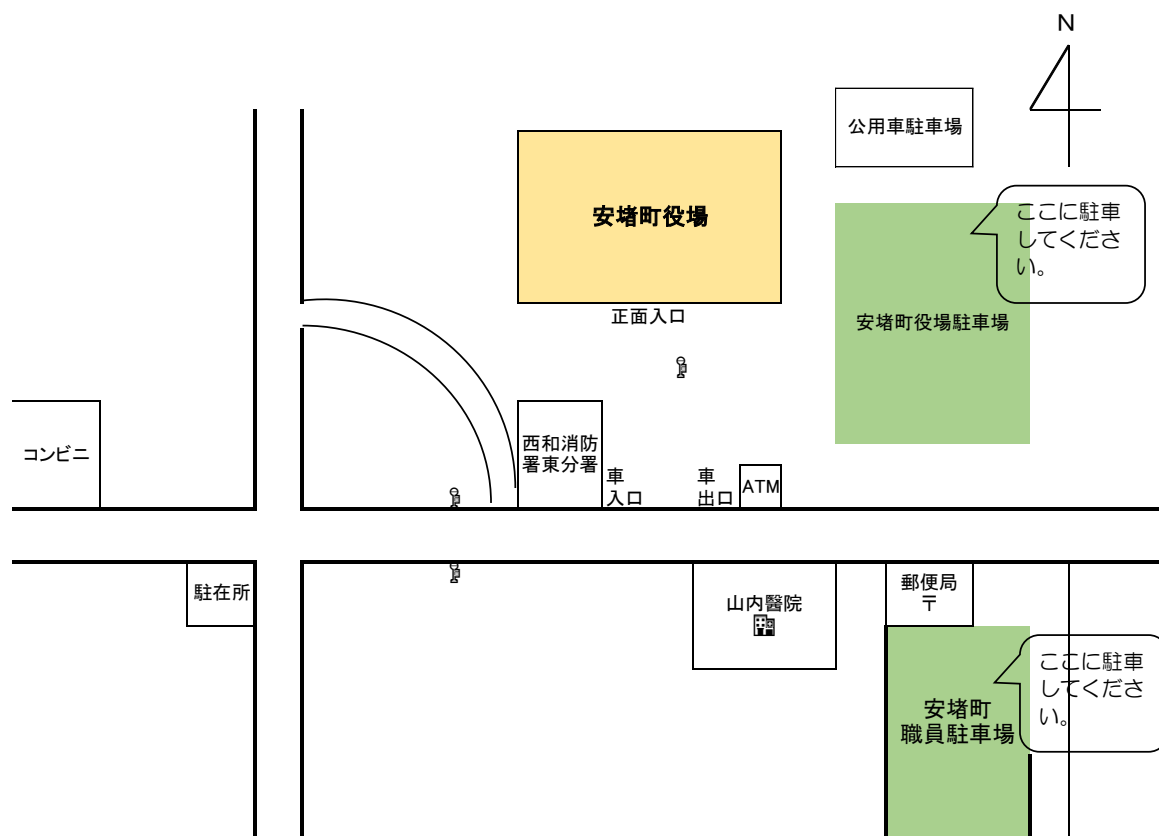 N
公用車駐車場
安堵町役場
ここに駐車
してくださ
い。
正面入口
安堵町役場駐車場
コンビニ
西和消防
署東分署
車
入口
車
出口
ATM
駐在所
山内醫院
郵便局
〒
ここに駐車
してくださ
い。
安堵町
職員駐車場